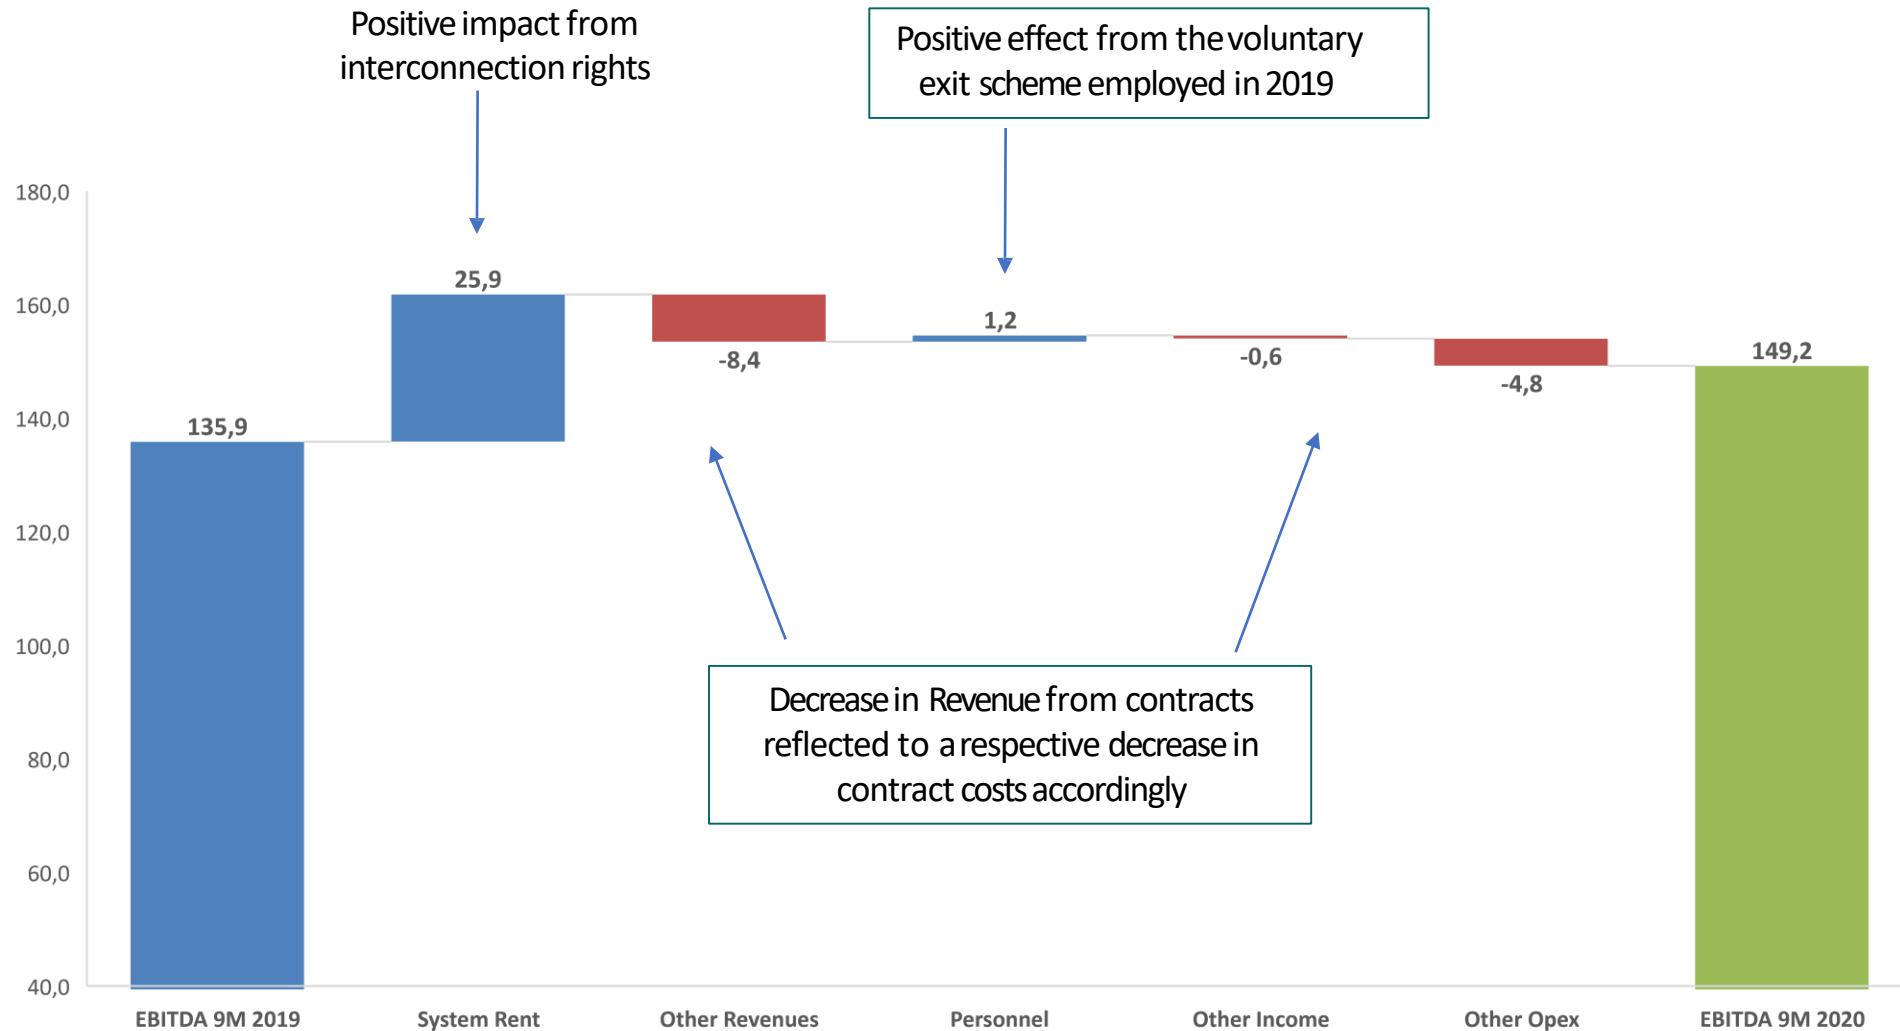 Positive impact from
interconnection rights
Positive effect from the voluntary
exit scheme employed in 2019
180,0
160,0
140,0
120,0
100,0
80,0
60,0
40,0
135,9
25,9
-8,4
1,2
-0,6
-4,8
149,2
Decrease in Revenue from contracts
reflected to a respective decrease in
contract costs accordingly
EBITDA 9M 2019
System Rent
Other Revenues
Personnel
Other Income
Other Opex
EBITDA 9M 2020